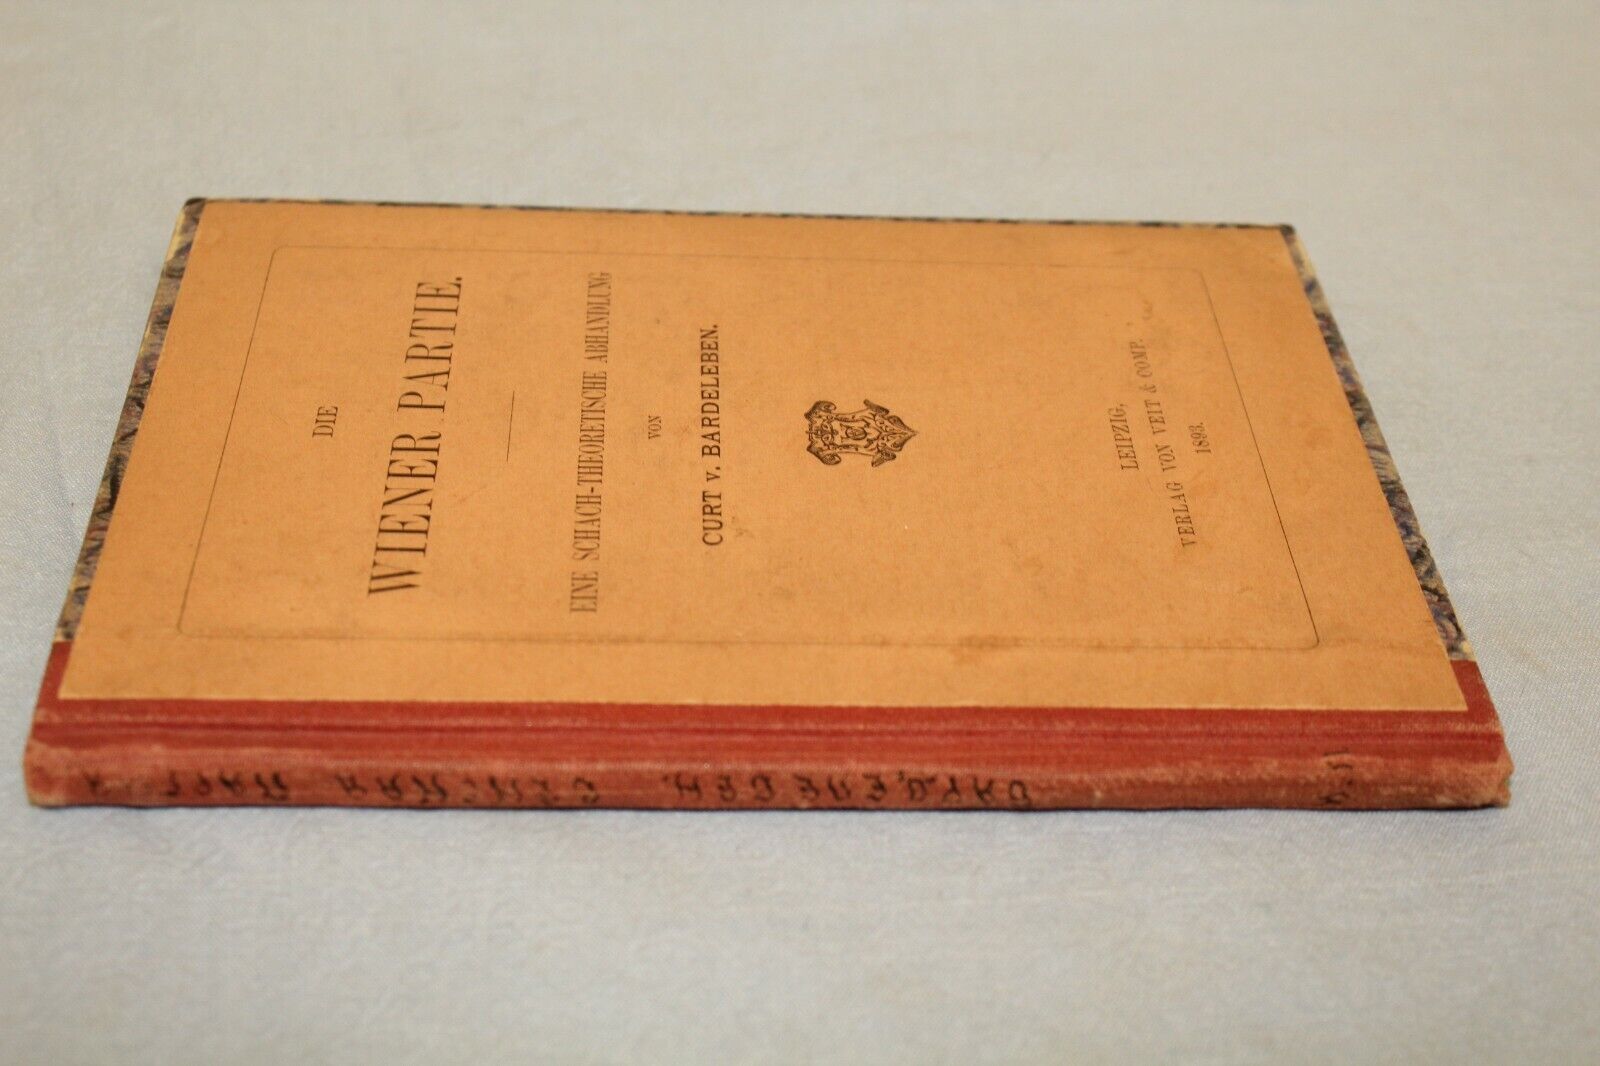 DIE
WIENER PARTIE.
EINE SCHACH-THEORETISCHE ABHANDLUNG
VON
CURT v. BARDELEBEN.
LEIPZIG,
VERLAG VON VEIT & COMP.
1893.